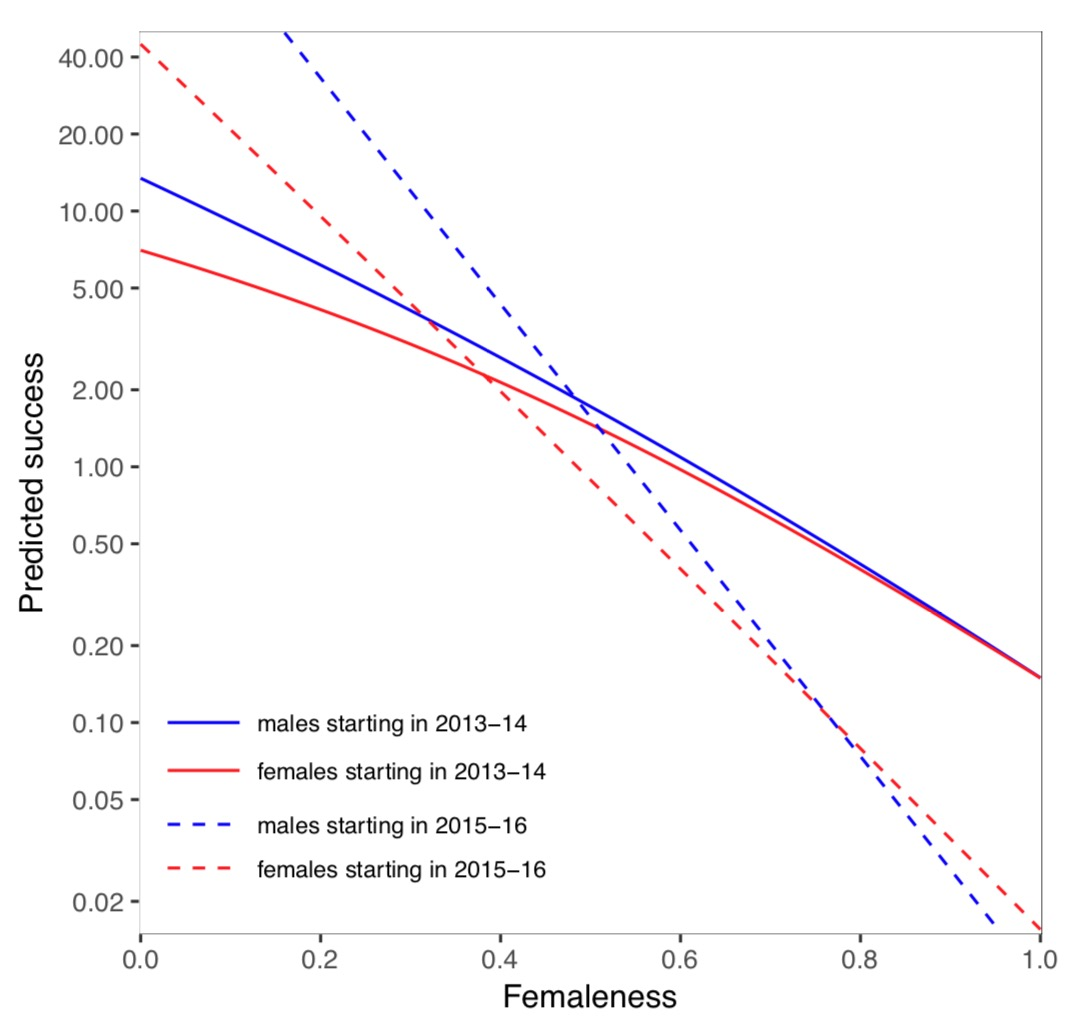 40.00
20.00
10.00
5.00
2.00
1.00
0.50
0.20
0.10
0.05
0.02
Predicted success
males starting in 2013–14
females starting in 2013–14
males starting in 2015–16
females starting in 2015–16
0.0 0.2 0.4 0.6 0.8 1.0
Femaleness